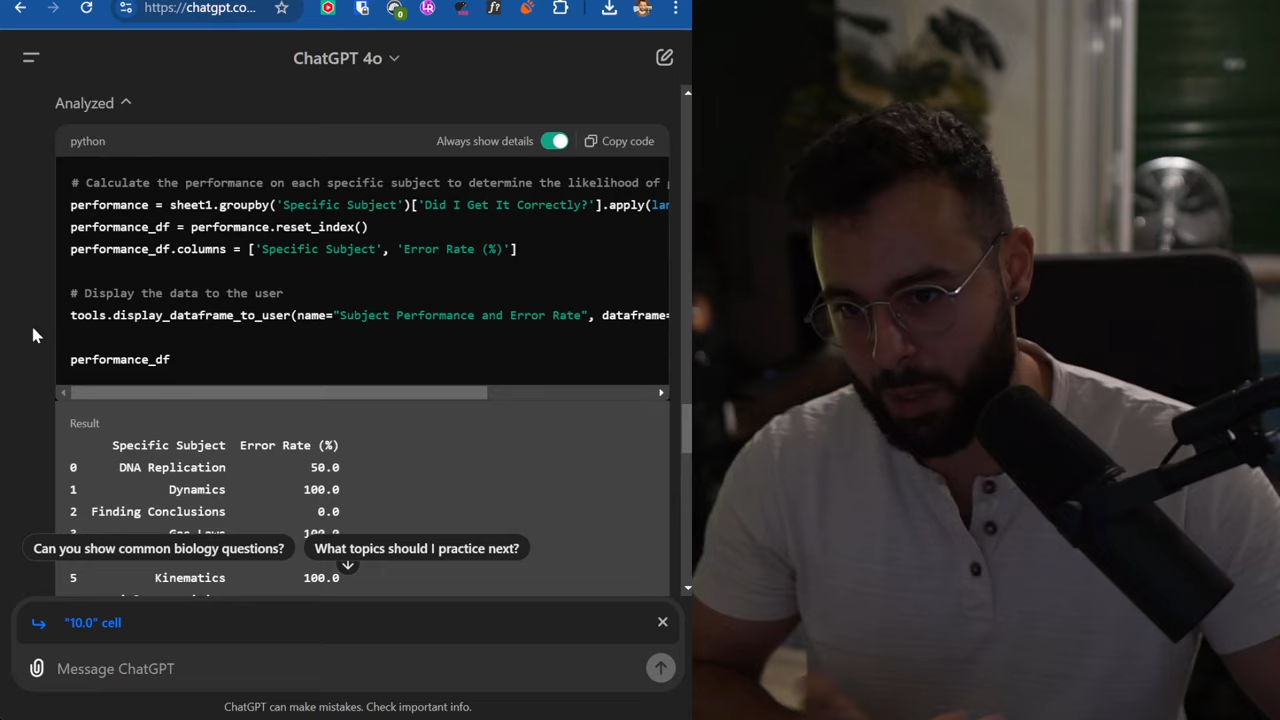 https://chatgpt.co...
0
ChatGPT 4o
Analyzed
python
Always show details
Copy code
# Calculate the performance on each specific subject to determine the likelihood of
performance = sheet1.groupby('Specific Subject')['Did I Get It Correctly?'].apply(lam
performance_df = performance.reset_index()
performance_df.columns = ['Specific Subject', 'Error Rate (%)']
# Display the data to the user
tools.display_dataframe_to_user(name="Subject Performance and Error Rate", dataframe=
performance_df
Result
Specific Subject Error Rate (%)
0 DNA Replication 50.0
1 Dynamics 100.0
2 Finding Conclusions 0.0
Can you show common biology questions?
What topics should I practice next?
5 Kinematics 100.0
"10.0" cell
Message ChatGPT
ChatGPT can make mistakes. Check important info.